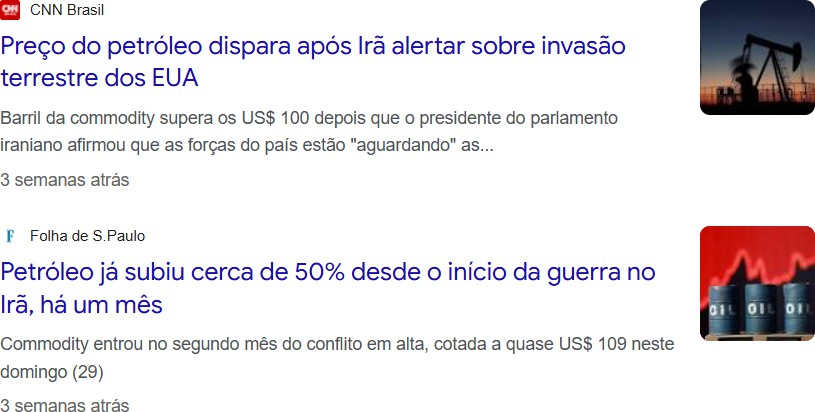 CNN Brasil
Preço do petróleo dispara após Irã alertar sobre invasão
terrestre dos EUA
Barril da commodity supera os US$ 100 depois que o presidente do parlamento
iraniano afirmou que as forças do país estão "aguardando" as...
3 semanas atrás
F Folha de S.Paulo
Petróleo já subiu cerca de 50% desde o início da guerra no
Irã, há um mês
OIL OIL OIL
Commodity entrou no segundo mês do conflito em alta, cotada a quase US$ 109 neste
domingo (29)
3 semanas atrás